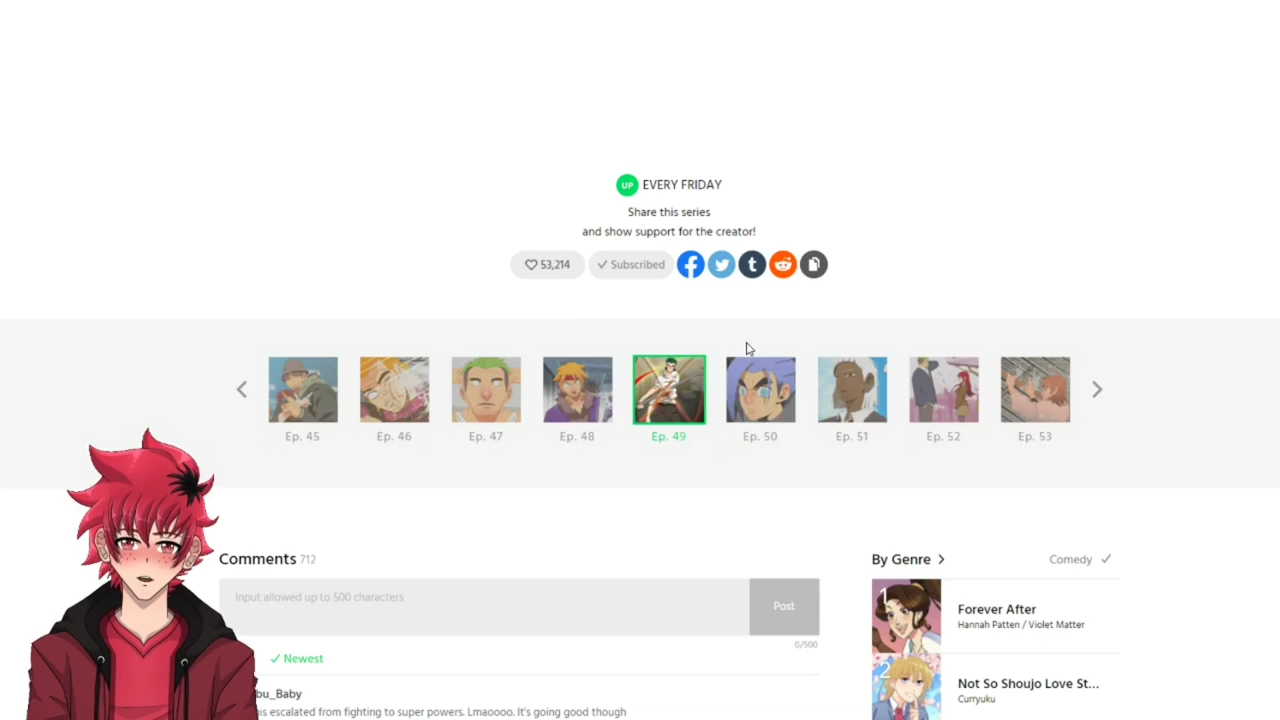 UP EVERY FRIDAY
Share this series
and show support for the creator!
53,214 Subscribed
Ep. 45 Ep. 46 Ep. 47 Ep. 48 Ep. 49 Ep. 50 Ep. 51 Ep. 52 Ep. 53
Comments 712
Input allowed up to 500 characters
Post
0/500
Newest
bu_Baby
is escalated from fighting to super powers. Lmaoooo. It's going good though
By Genre Comedy
1
Forever After
Hannah Patten / Violet Matter
2
Not So Shoujo Love St...
Curryuku